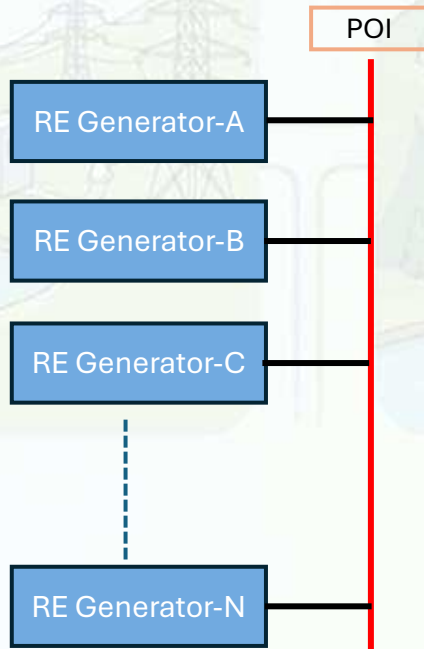 POI
RE Generator-A
RE Generator-B
RE Generator-C
RE Generator-N